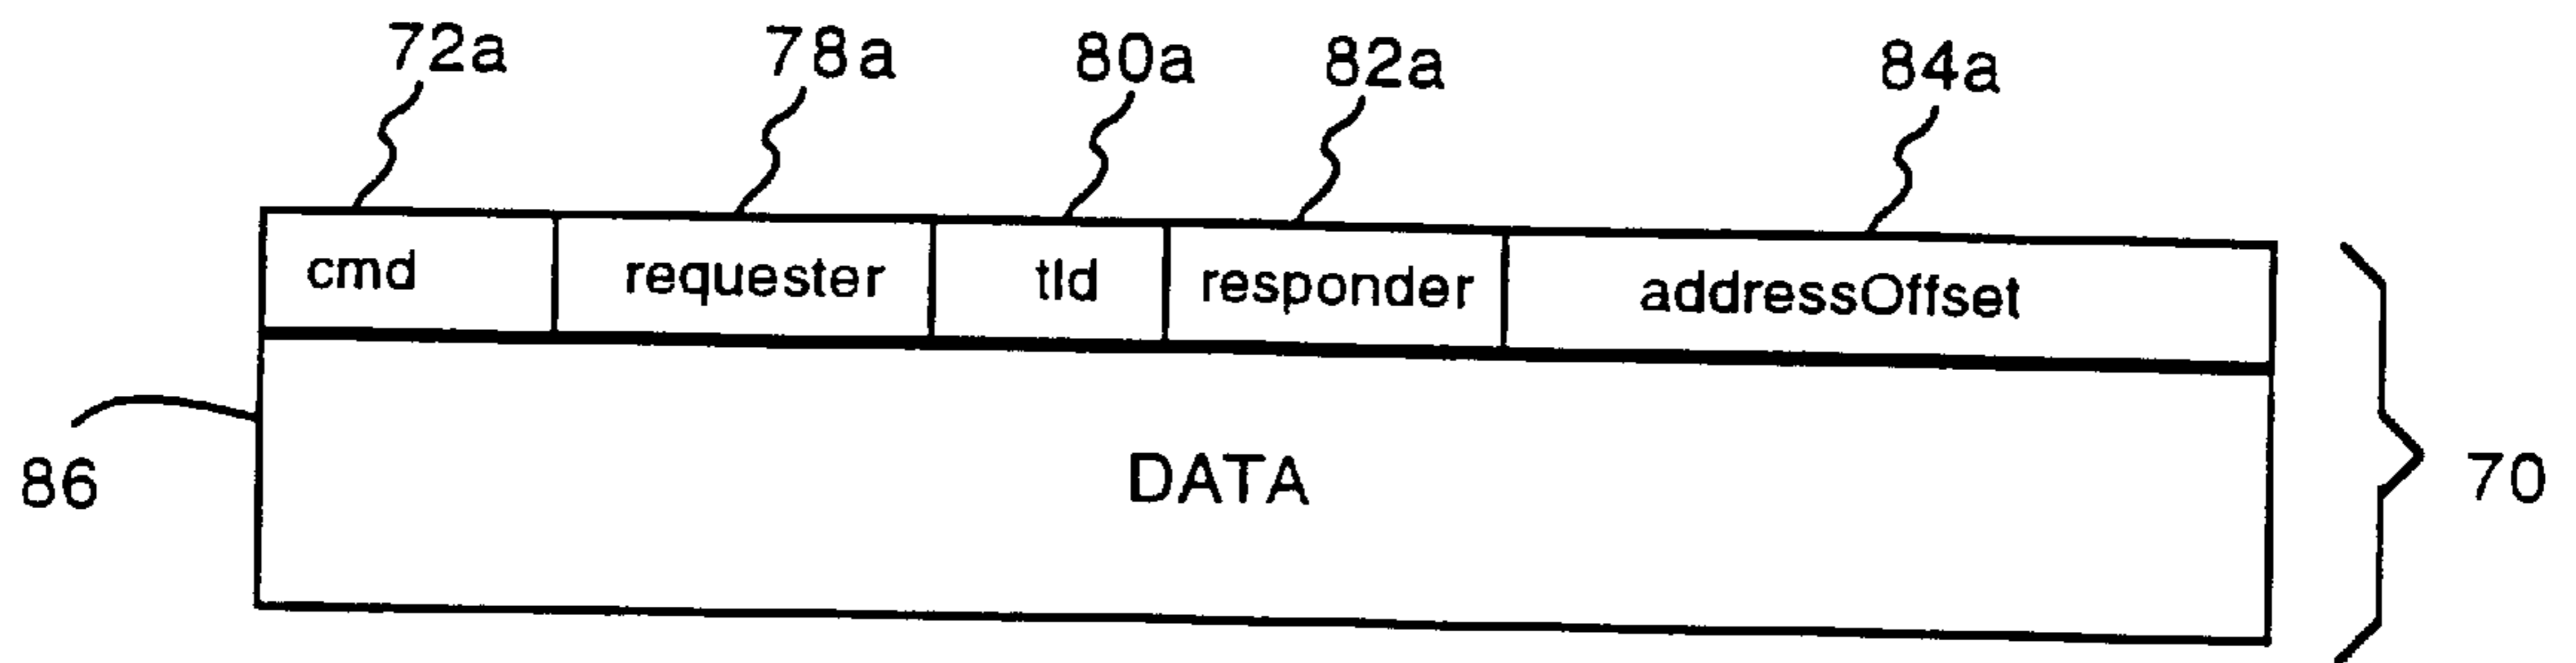 72a 78a 80a 82a 84a
cmd requester tId responder addressOffset
DATA
86 70